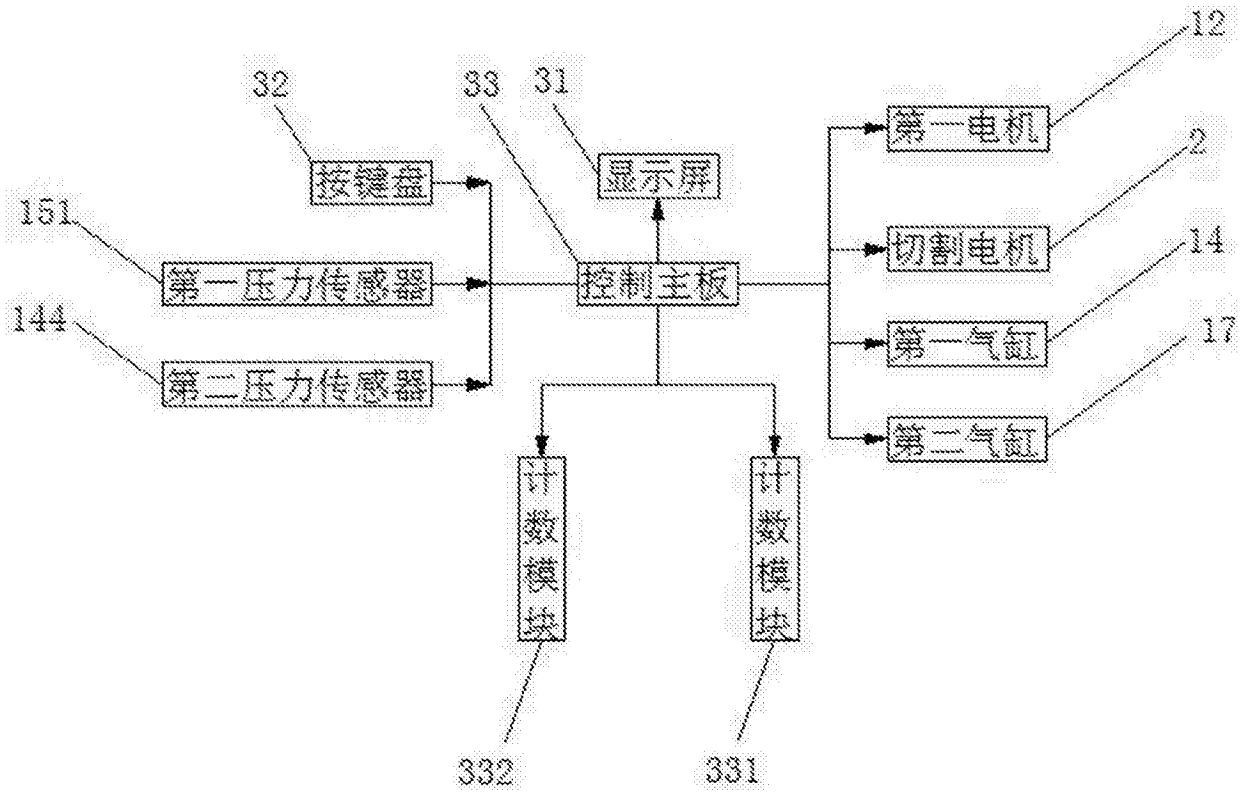 12
32
33
31
第一电机
2
按键盘
显示屏
151
切割电机
14
第一压力传感器
控制主板
144
第一气缸
17
第二压力传感器
第二气缸
计数模块
计数模块
332
331